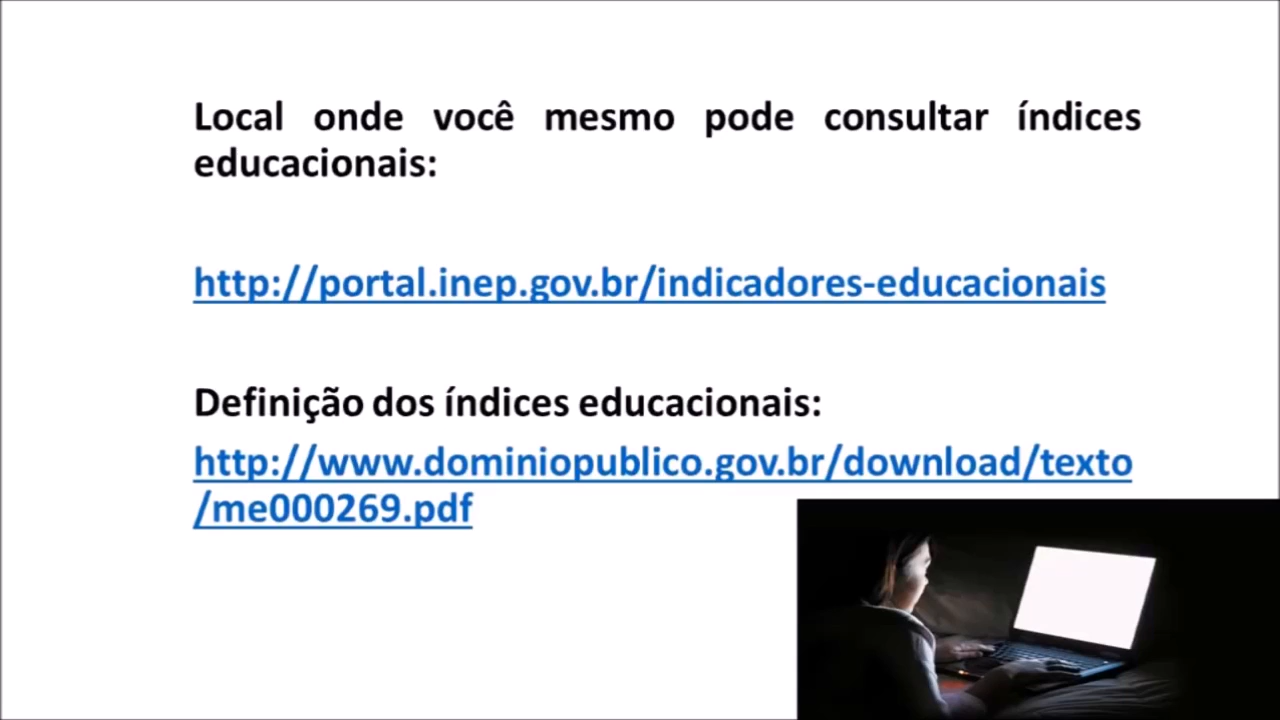 Local onde você mesmo pode consultar índices
educacionais:
http://portal.inep.gov.br/indicadores-educacionais
Definição dos índices educacionais:
http://www.dominiopublico.gov.br/download/texto
/me000269.pdf